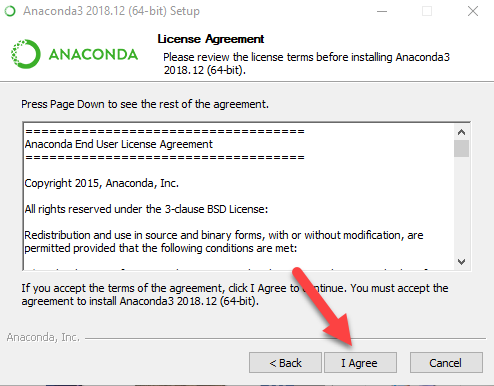 Anaconda3 2018.12 (64-bit) Setup
ANACONDA
License Agreement
Please review the license terms before installing Anaconda3
2018.12 (64-bit).
Press Page Down to see the rest of the agreement.
===================================
Anaconda End User License Agreement
===================================
Copyright 2015, Anaconda, Inc.
All rights reserved under the 3-clause BSD License:
Redistribution and use in source and binary forms, with or without modification, are
permitted provided that the following conditions are met:
If you accept the terms of the agreement, click I Agree to continue. You must accept the
agreement to install Anaconda3 2018.12 (64-bit).
Anaconda, Inc.
< Back
I Agree
Cancel